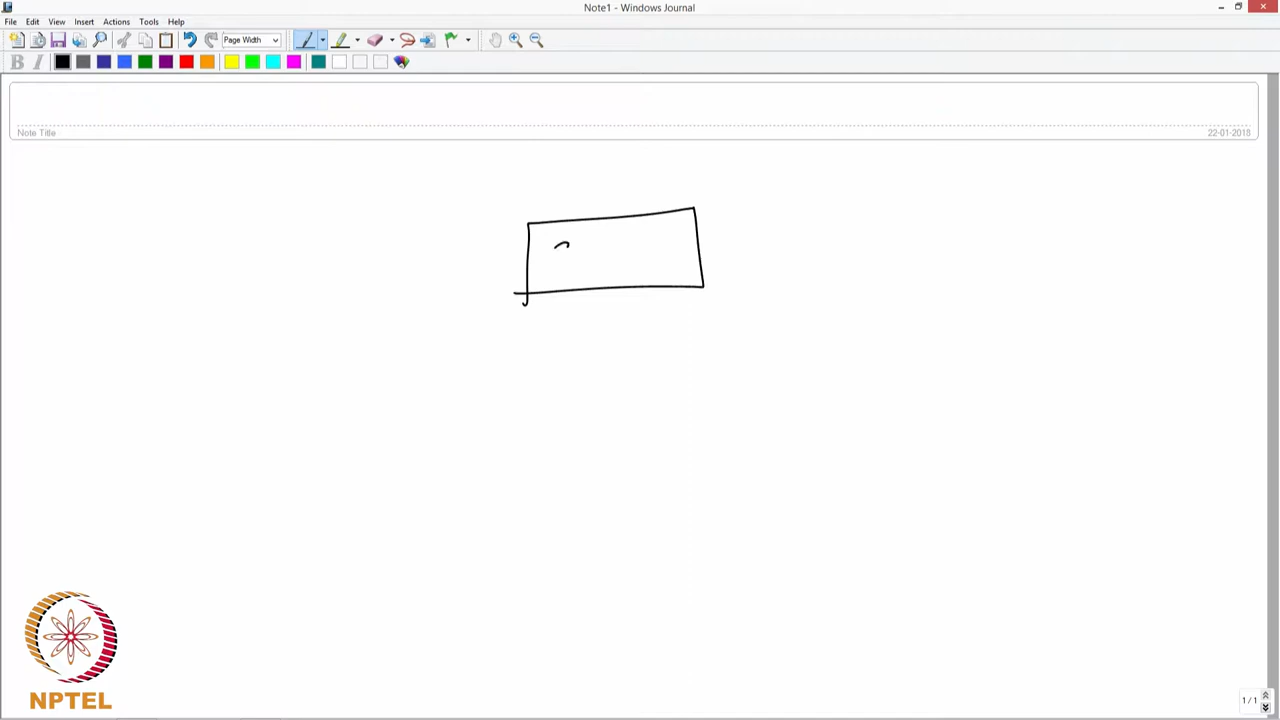 Note1 - Windows Journal
File Edit View Insert Actions Tools Help
Page Width
B I
Note Title
22-01-2018
NPTEL
1/1